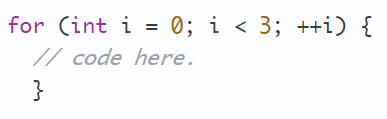 for (int i = 0; i < 3; ++i) {
  // code here.
  }